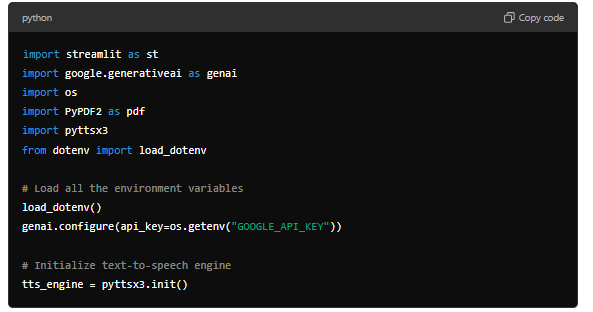 python
Copy code
import streamlit as st
import google.generativeai as genai
import os
import PyPDF2 as pdf
import pyttsx3
from dotenv import load_dotenv
# Load all the environment variables
load_dotenv()
genai.configure(api_key=os.getenv("GOOGLE_API_KEY"))
# Initialize text-to-speech engine
tts_engine = pyttsx3.init()